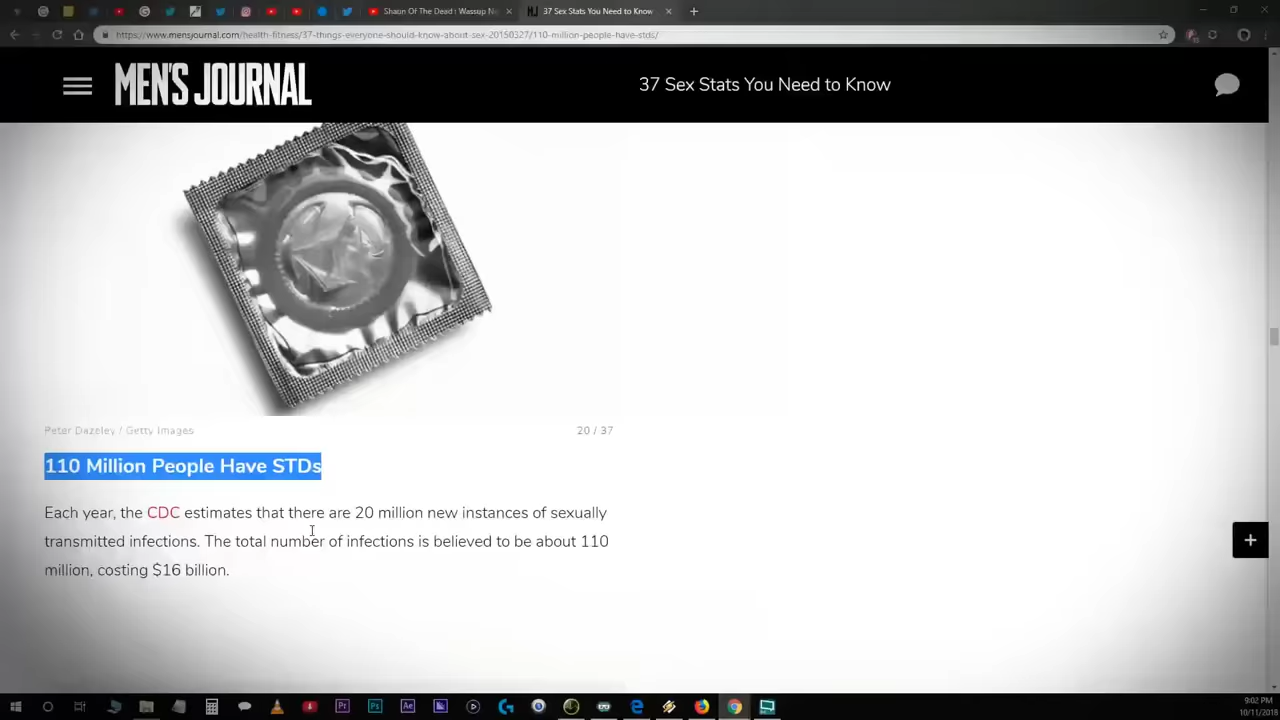 Shaun Of The Dead | Wassup Ni
37 Sex Stats You Need to Know
https://www.mensjournal.com/health-fitness/37-things-everyone-should-know-about-sex-20150327/110-million-people-have-stds/
MEN'S JOURNAL
37 Sex Stats You Need to Know
Peter Dazeley / Getty Images
20 / 37
110 Million People Have STDs
Each year, the CDC estimates that there are 20 million new instances of sexually
transmitted infections. The total number of infections is believed to be about 110
million, costing $16 billion.
9:02 PM
10/11/2018